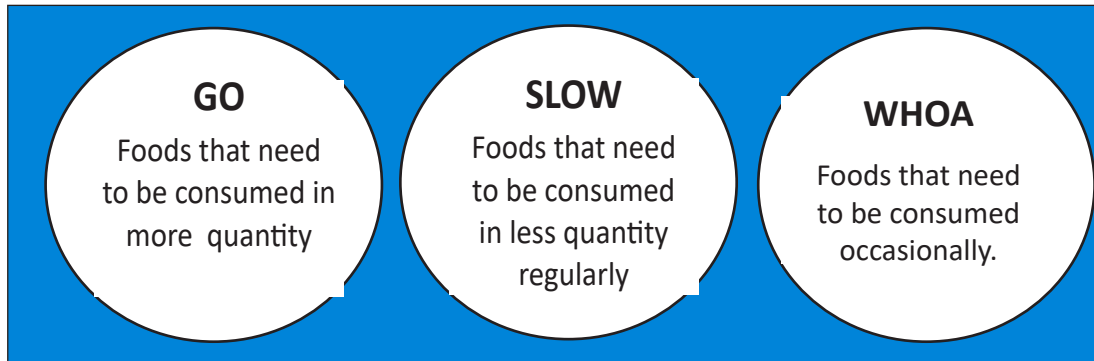 GO
Foods that need
to be consumed in
more quantity
SLOW
Foods that need
to be consumed
in less quantity
regularly
WHOA
Foods that need
to be consumed
occasionally.